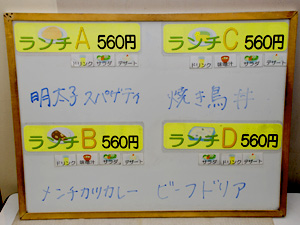 ランチA 560円
ドリンク サラダ デザート
明太子スパゲティ
ランチC 560円
ドリンク 味噌汁 サラダ デザート
焼き鳥丼
ランチB 560円
ドリンク 味噌汁 サラダ デザート
メンチカツカレー
ランチD 560円
サラダ ドリンク デザート
ビーフドリア